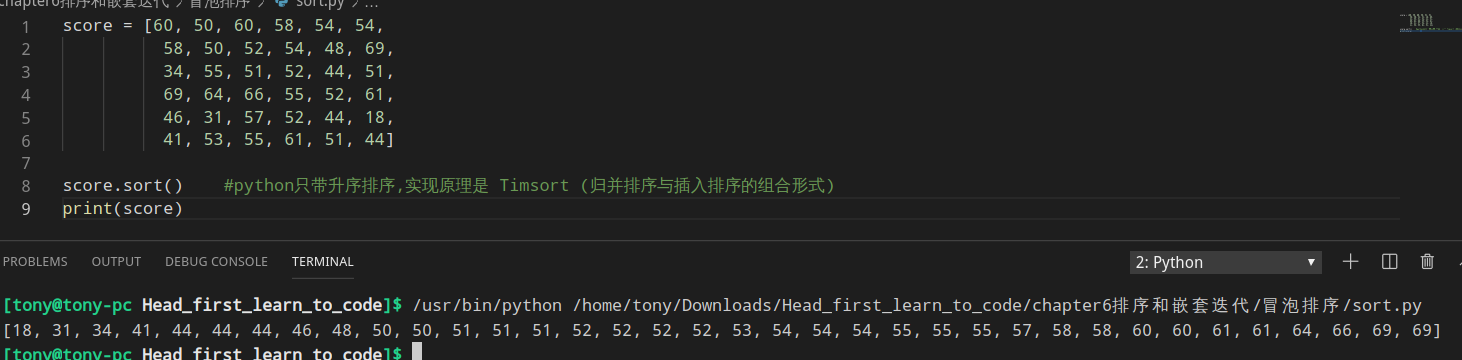 chapter6排序和嵌套迭代 > 冒泡排序 > sort.py > ...
1 score = [60, 50, 60, 58, 54, 54,
2 58, 50, 52, 54, 48, 69,
3 34, 55, 51, 52, 44, 51,
4 69, 64, 66, 55, 52, 61,
5 46, 31, 57, 52, 44, 18,
6 41, 53, 55, 61, 51, 44]
7
8 score.sort() #python只带升序排序,实现原理是 Timsort (归并排序与插入排序的组合形式)
9 print(score)
PROBLEMS OUTPUT DEBUG CONSOLE TERMINAL 2: Python
[tony@tony-pc Head_first_learn_to_code]$ /usr/bin/python /home/tony/Downloads/Head_first_learn_to_code/chapter6排序和嵌套迭代/冒泡排序/sort.py
[18, 31, 34, 41, 44, 44, 44, 46, 48, 50, 50, 51, 51, 51, 52, 52, 52, 52, 53, 54, 54, 54, 55, 55, 55, 57, 58, 58, 60, 60, 61, 61, 64, 66, 69, 69]
[tony@tony-pc Head_first_learn_to_code]$